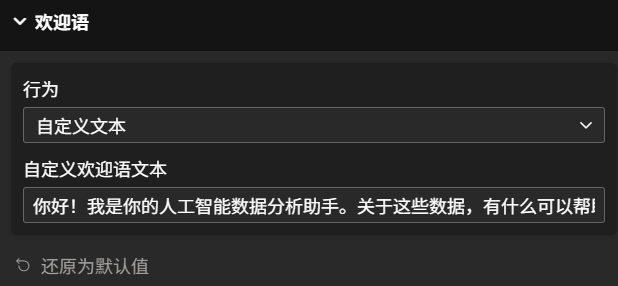 欢迎语
行为
自定义文本
自定义欢迎语文本
你好！我是你的人工智能数据分析助手。关于这些数据，有什么可以帮
还原为默认值